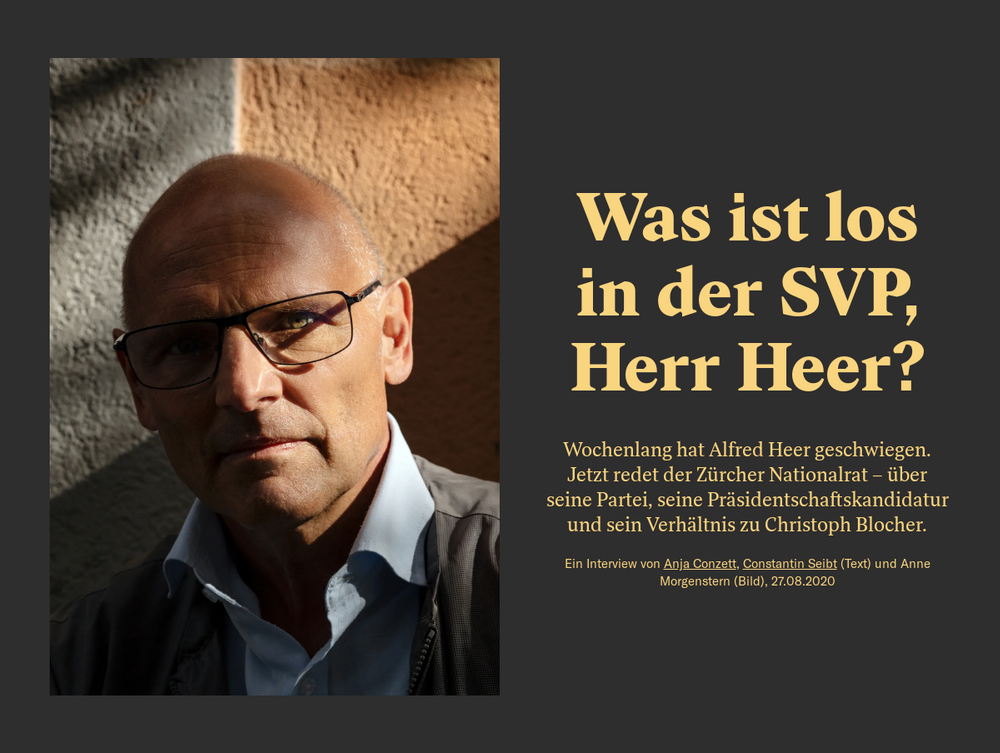 Was ist los
in der SVP,
Herr Heer?
Wochenlang hat Alfred Heer geschwiegen.
Jetzt redet der Zürcher Nationalrat – über
seine Partei, seine Präsidentschaftskandidatur
und sein Verhältnis zu Christoph Blocher.
Ein Interview von Anja Conzett, Constantin Seibt (Text) und Anne
Morgenstern (Bild), 27.08.2020